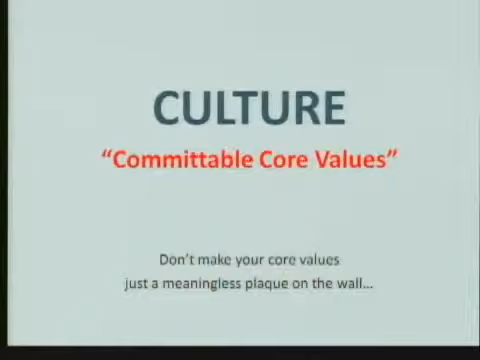 CULTURE
“Committable Core Values”
Don’t make your core values
just a meaningless plaque on the wall…